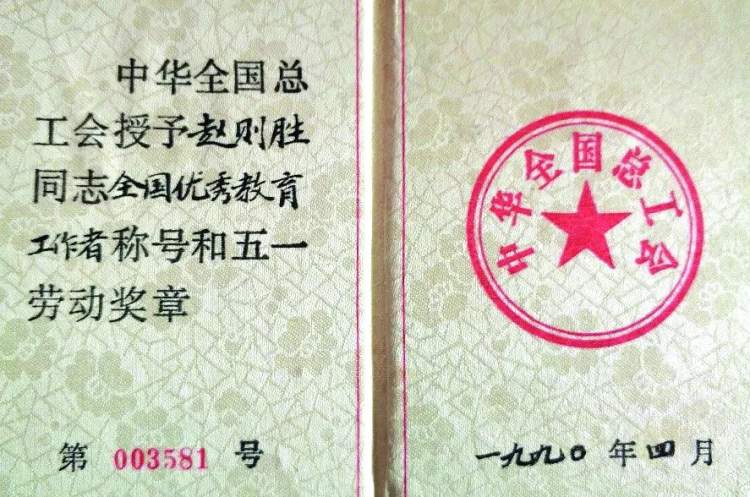 中华全国总
工会授予赵则胜
同志全国优秀教育
工作者称号和五一
劳动奖章
第 003581 号
中华全国总工会
一九九〇年四月